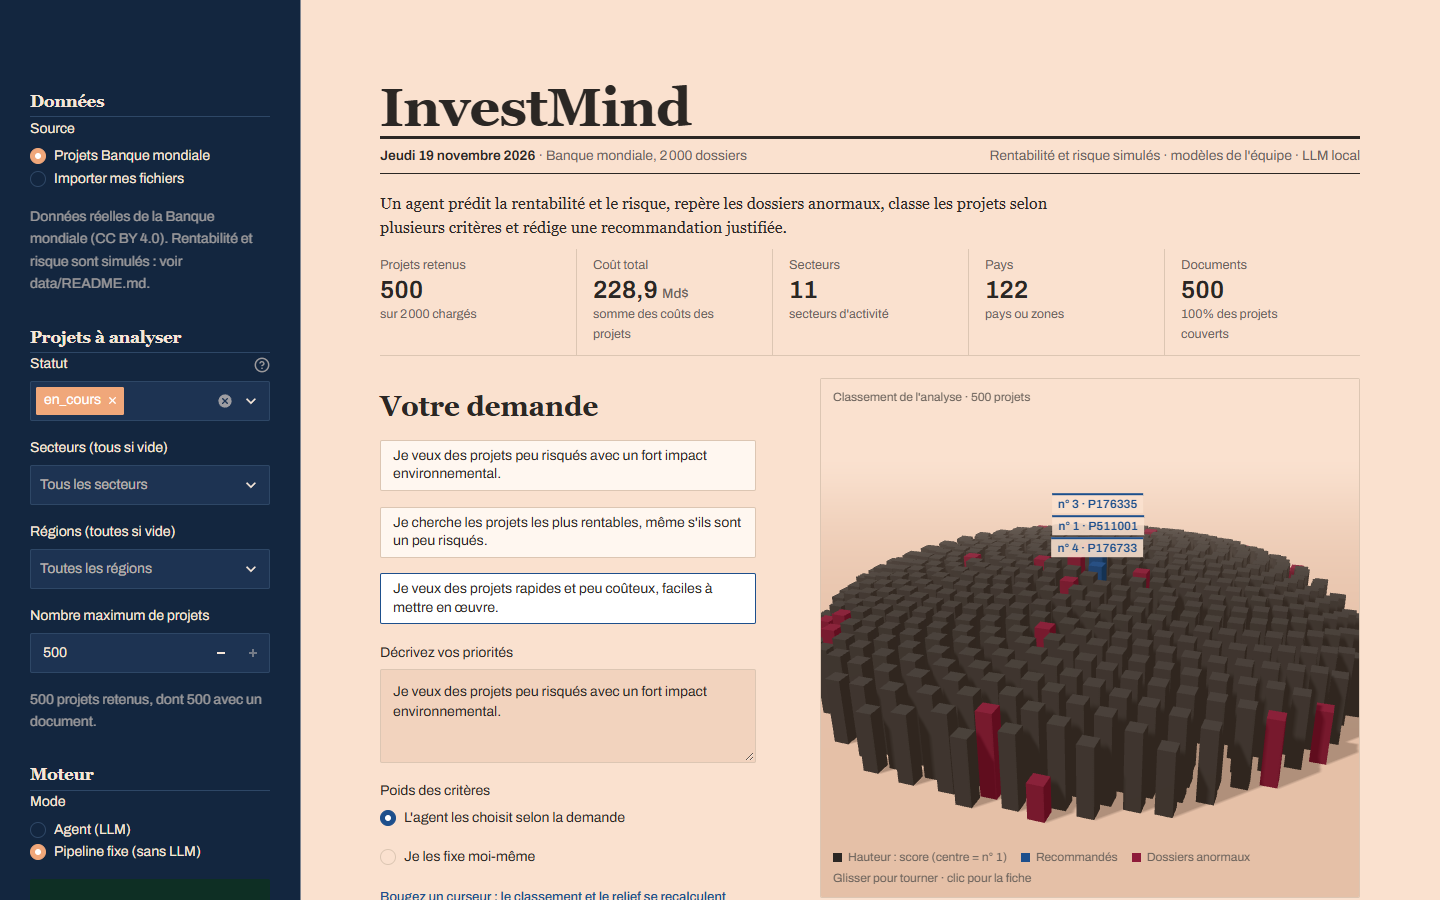 Données
Source
Projets Banque mondiale
Importer mes fichiers
Données réelles de la Banque
mondiale (CC BY 4.0). Rentabilité et
risque sont simulés : voir
data/README.md.
Projets à analyser
Statut
en_cours
Secteurs (tous si vide)
Tous les secteurs
Régions (toutes si vide)
Toutes les régions
Nombre maximum de projets
500
500 projets retenus, dont 500 avec un
document.
Moteur
Mode
Agent (LLM)
Pipeline fixe (sans LLM)
InvestMind
Jeudi 19 novembre 2026 · Banque mondiale, 2 000 dossiers
Rentabilité et risque simulés · modèles de l'équipe · LLM local
Un agent prédit la rentabilité et le risque, repère les dossiers anormaux, classe les projets selon
plusieurs critères et rédige une recommandation justifiée.
Projets retenus
500
sur 2 000 chargés
Coût total
228,9 Md$
somme des coûts des
projets
Secteurs
11
secteurs d'activité
Pays
122
pays ou zones
Documents
500
100% des projets
couverts
Votre demande
Je veux des projets peu risqués avec un fort impact
environnemental.
Je cherche les projets les plus rentables, même s'ils sont
un peu risqués.
Je veux des projets rapides et peu coûteux, faciles à
mettre en œuvre.
Décrivez vos priorités
Je veux des projets peu risqués avec un fort impact
environnemental.
Poids des critères
L'agent les choisit selon la demande
Je les fixe moi-même
Bougez un curseur : le classement et le relief se recalculent
Classement de l'analyse · 500 projets
n° 3 · P176335
n° 1 · P511001
n° 4 · P176733
Hauteur : score (centre = n° 1)
Recommandés
Dossiers anormaux
Glisser pour tourner · clic pour la fiche